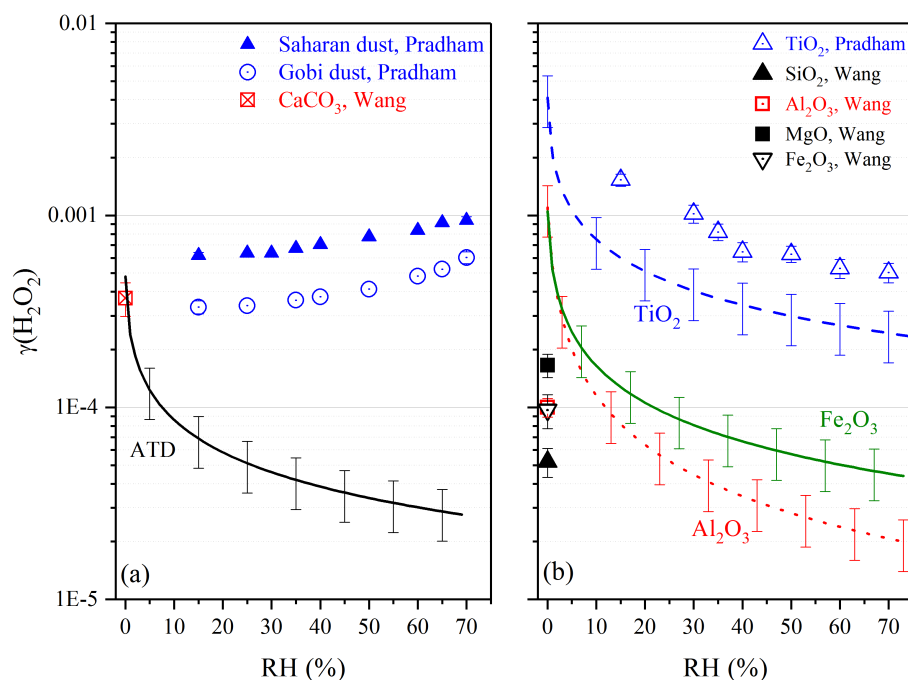 γ(H₂O₂)
0.01
0.001
1E-4
1E-5
Saharan dust, Pradham
Gobi dust, Pradham
CaCO₃, Wang
ATD
(a)
0 10 20 30 40 50 60 70
RH (%)
TiO₂, Pradham
SiO₂, Wang
Al₂O₃, Wang
MgO, Wang
Fe₂O₃, Wang
TiO₂
Fe₂O₃
Al₂O₃
(b)
0 10 20 30 40 50 60 70
RH (%)